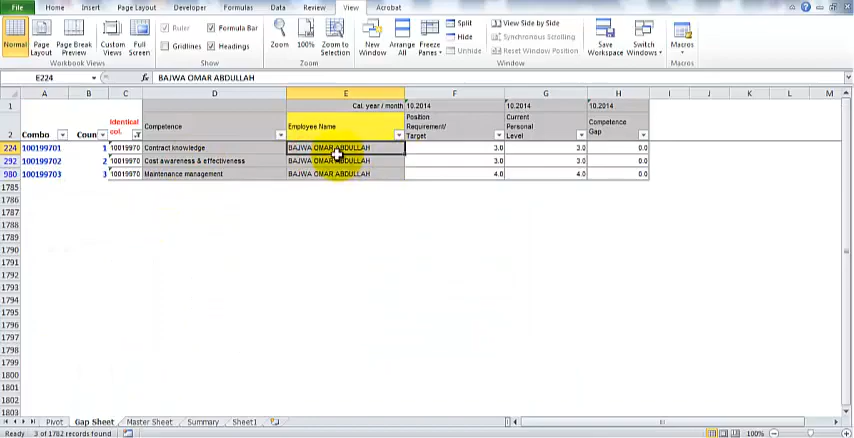 File Home Insert Page Layout Developer Formulas Data Review View Acrobat
Normal Page Layout Page Break Preview Custom Views Full Screen
Workbook Views
Ruler Formula Bar
Gridlines Headings
Show
Zoom 100% Zoom to Selection
Zoom
New Window Arrange All Freeze Panes
Split
Hide
Unhide
View Side by Side
Synchronous Scrolling
Reset Window Position
Window
Save Workspace Switch Windows
Macros
Macros
E224 fx BAJWA OMAR ABDULLAH
A B C D E F G H I J K L M
1 Cal. year / month 10.2014 10.2014 10.2014
2 Combo Coun Identical col. Competence Employee Name Position Requirement/ Target Current Personal Level Competence Gap
224 100199701 1 10019970 Contract knowledge BAJWA OMAR ABDULLAH 3.0 3.0 0.0
292 100199702 2 10019970 Cost awareness & effectiveness BAJWA OMAR ABDULLAH 3.0 3.0 0.0
980 100199703 3 10019970 Maintenance management BAJWA OMAR ABDULLAH 4.0 4.0 0.0
1785
1786
1787
1788
1789
1790
1791
1792
1793
1794
1795
1796
1797
1798
1799
1800
1801
1802
1803
Pivot Gap Sheet Master Sheet Summary Sheet1
Ready 3 of 1782 records found 100%